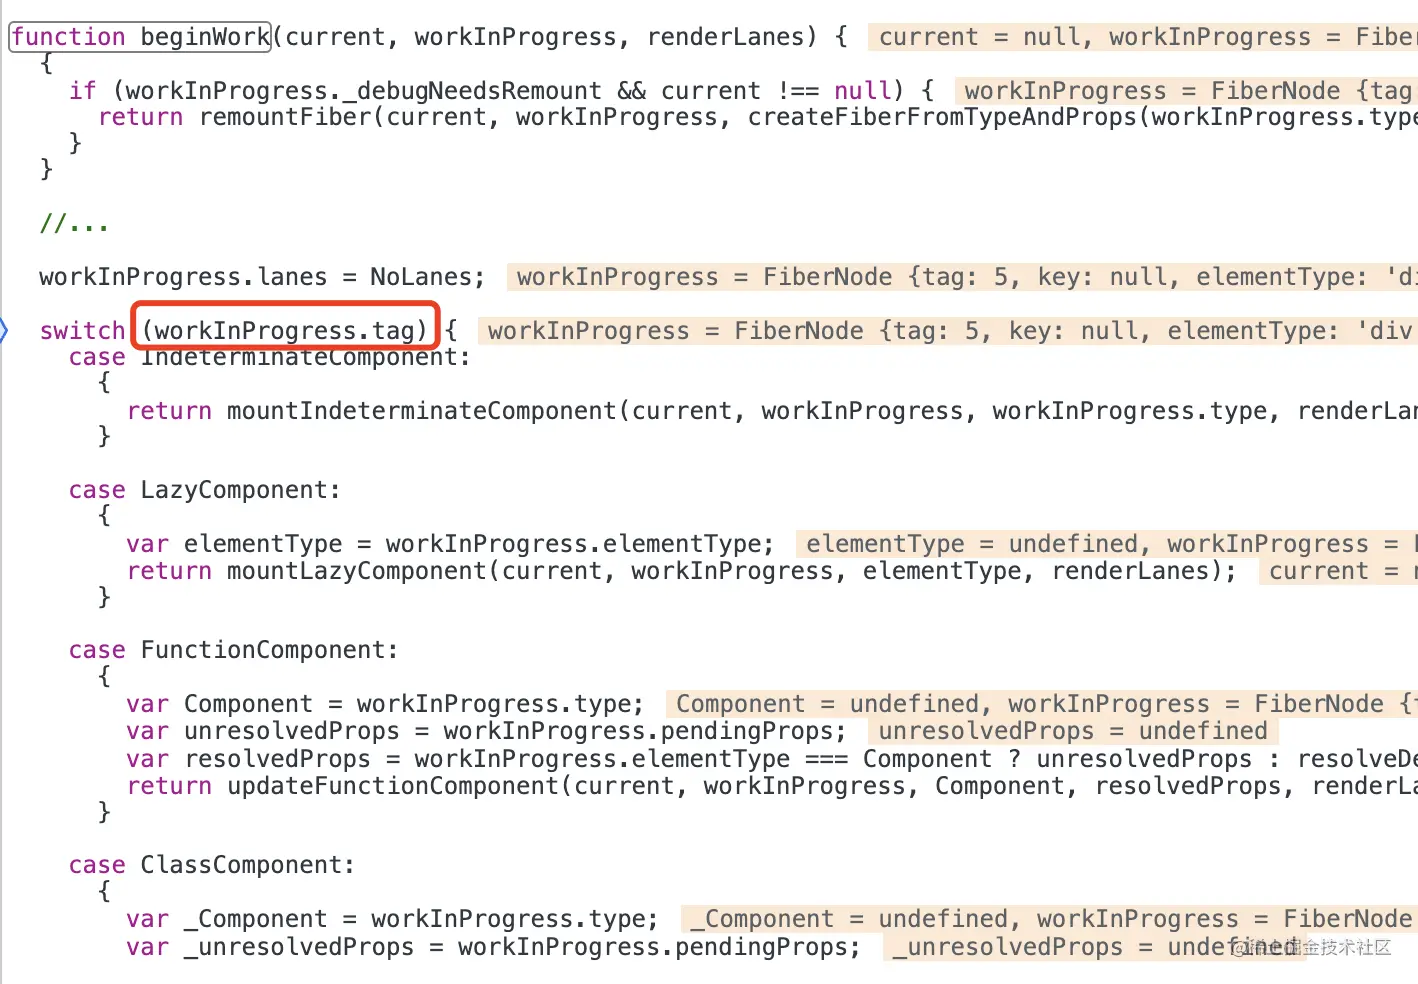 function beginWork(current, workInProgress, renderLanes) { current = null, workInProgress = Fiber
{
if (workInProgress._debugNeedsRemount && current !== null) { workInProgress = FiberNode {tag
return remountFiber(current, workInProgress, createFiberFromTypeAndProps(workInProgress.type
}
}
//...
workInProgress.lanes = NoLanes; workInProgress = FiberNode {tag: 5, key: null, elementType: 'di
switch (workInProgress.tag) { workInProgress = FiberNode {tag: 5, key: null, elementType: 'div
case IndeterminateComponent:
{
return mountIndeterminateComponent(current, workInProgress, workInProgress.type, renderLan
}
case LazyComponent:
{
var elementType = workInProgress.elementType; elementType = undefined, workInProgress = F
return mountLazyComponent(current, workInProgress, elementType, renderLanes); current = n
}
case FunctionComponent:
{
var Component = workInProgress.type; Component = undefined, workInProgress = FiberNode {t
var unresolvedProps = workInProgress.pendingProps; unresolvedProps = undefined
var resolvedProps = workInProgress.elementType === Component ? unresolvedProps : resolveDe
return updateFunctionComponent(current, workInProgress, Component, resolvedProps, renderLa
}
case ClassComponent:
{
var _Component = workInProgress.type; _Component = undefined, workInProgress = FiberNode
var _unresolvedProps = workInProgress.pendingProps; _unresolvedProps = undefined
@稀土掘金技术社区